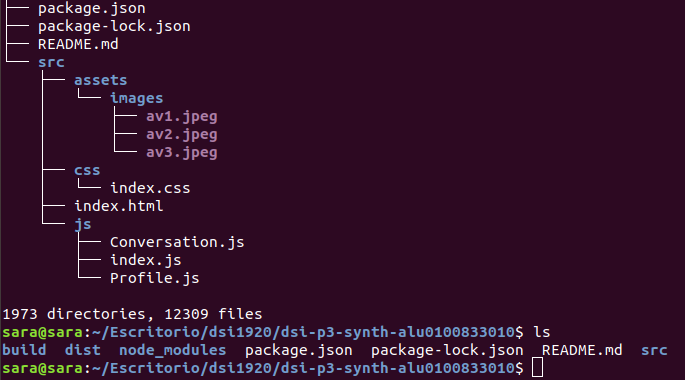 ├── package.json
├── package-lock.json
├── README.md
└── src
    ├── assets
    │   └── images
    │       ├── av1.jpeg
    │       ├── av2.jpeg
    │       └── av3.jpeg
    ├── css
    │   └── index.css
    ├── index.html
    └── js
        ├── Conversation.js
        ├── index.js
        └── Profile.js
1973 directories, 12309 files
sara@sara:~/Escritorio/dsi1920/dsi-p3-synth-alu0100833010$ ls
build  dist  node_modules  package.json  package-lock.json  README.md  src
sara@sara:~/Escritorio/dsi1920/dsi-p3-synth-alu0100833010$